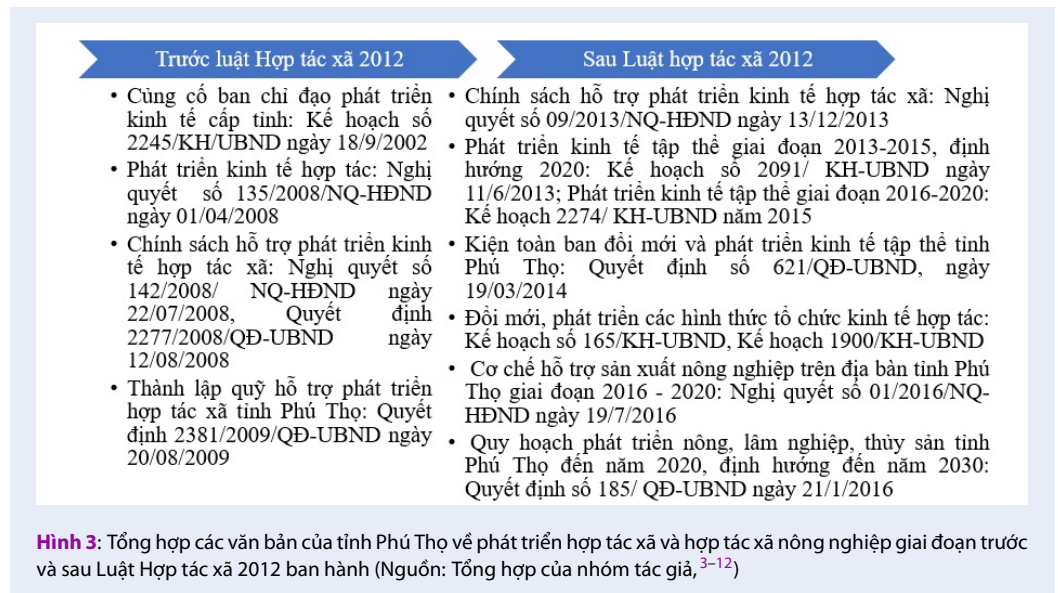 Trước luật Hợp tác xã 2012
• Củng cố ban chỉ đạo phát triển
kinh tế cấp tỉnh: Kế hoạch số
2245/KH/UBND ngày 18/9/2002
• Phát triển kinh tế hợp tác: Nghị
quyết số 135/2008/NQ-HĐND
ngày 01/04/2008
• Chính sách hỗ trợ phát triển kinh
tế hợp tác xã: Nghị quyết số
142/2008/ NQ-HĐND ngày
22/07/2008, Quyết định
2277/2008/QĐ-UBND ngày
12/08/2008
• Thành lập quỹ hỗ trợ phát triển
hợp tác xã tỉnh Phú Thọ: Quyết
định 2381/2009/QĐ-UBND ngày
20/08/2009
Sau Luật hợp tác xã 2012
• Chính sách hỗ trợ phát triển kinh tế hợp tác xã: Nghị
quyết số 09/2013/NQ-HĐND ngày 13/12/2013
• Phát triển kinh tế tập thể giai đoạn 2013-2015, định
hướng 2020: Kế hoạch số 2091/ KH-UBND ngày
11/6/2013; Phát triển kinh tế tập thể giai đoạn 2016-2020:
Kế hoạch 2274/ KH-UBND năm 2015
• Kiện toàn ban đổi mới và phát triển kinh tế tập thể tỉnh
Phú Thọ: Quyết định số 621/QĐ-UBND, ngày
19/03/2014
• Đổi mới, phát triển các hình thức tổ chức kinh tế hợp tác:
Kế hoạch số 165/KH-UBND, Kế hoạch 1900/KH-UBND
• Cơ chế hỗ trợ sản xuất nông nghiệp trên địa bàn tỉnh Phú
Thọ giai đoạn 2016 - 2020: Nghị quyết số 01/2016/NQ-
HĐND ngày 19/7/2016
• Quy hoạch phát triển nông, lâm nghiệp, thủy sản tỉnh
Phú Thọ đến năm 2020, định hướng đến năm 2030:
Quyết định số 185/ QĐ-UBND ngày 21/1/2016
Hình 3: Tổng hợp các văn bản của tỉnh Phú Thọ về phát triển hợp tác xã và hợp tác xã nông nghiệp giai đoạn trước
và sau Luật Hợp tác xã 2012 ban hành (Nguồn: Tổng hợp của nhóm tác giả, 3–12)